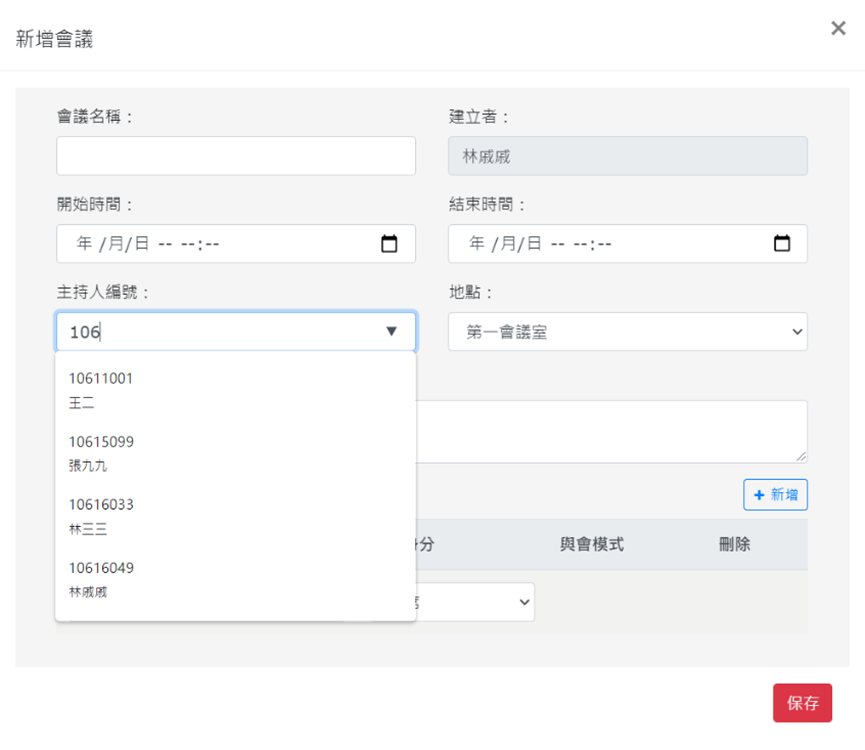 新增會議
×
會議名稱：
建立者：
林戚戚
開始時間：
結束時間：
年 /月/日 -- --:--
年 /月/日 -- --:--
主持人編號：
地點：
106
第一會議室
10611001
王二
10615099
張九九
10616033
林三三
10616049
林戚戚
+ 新增
分
與會模式
刪除
保存